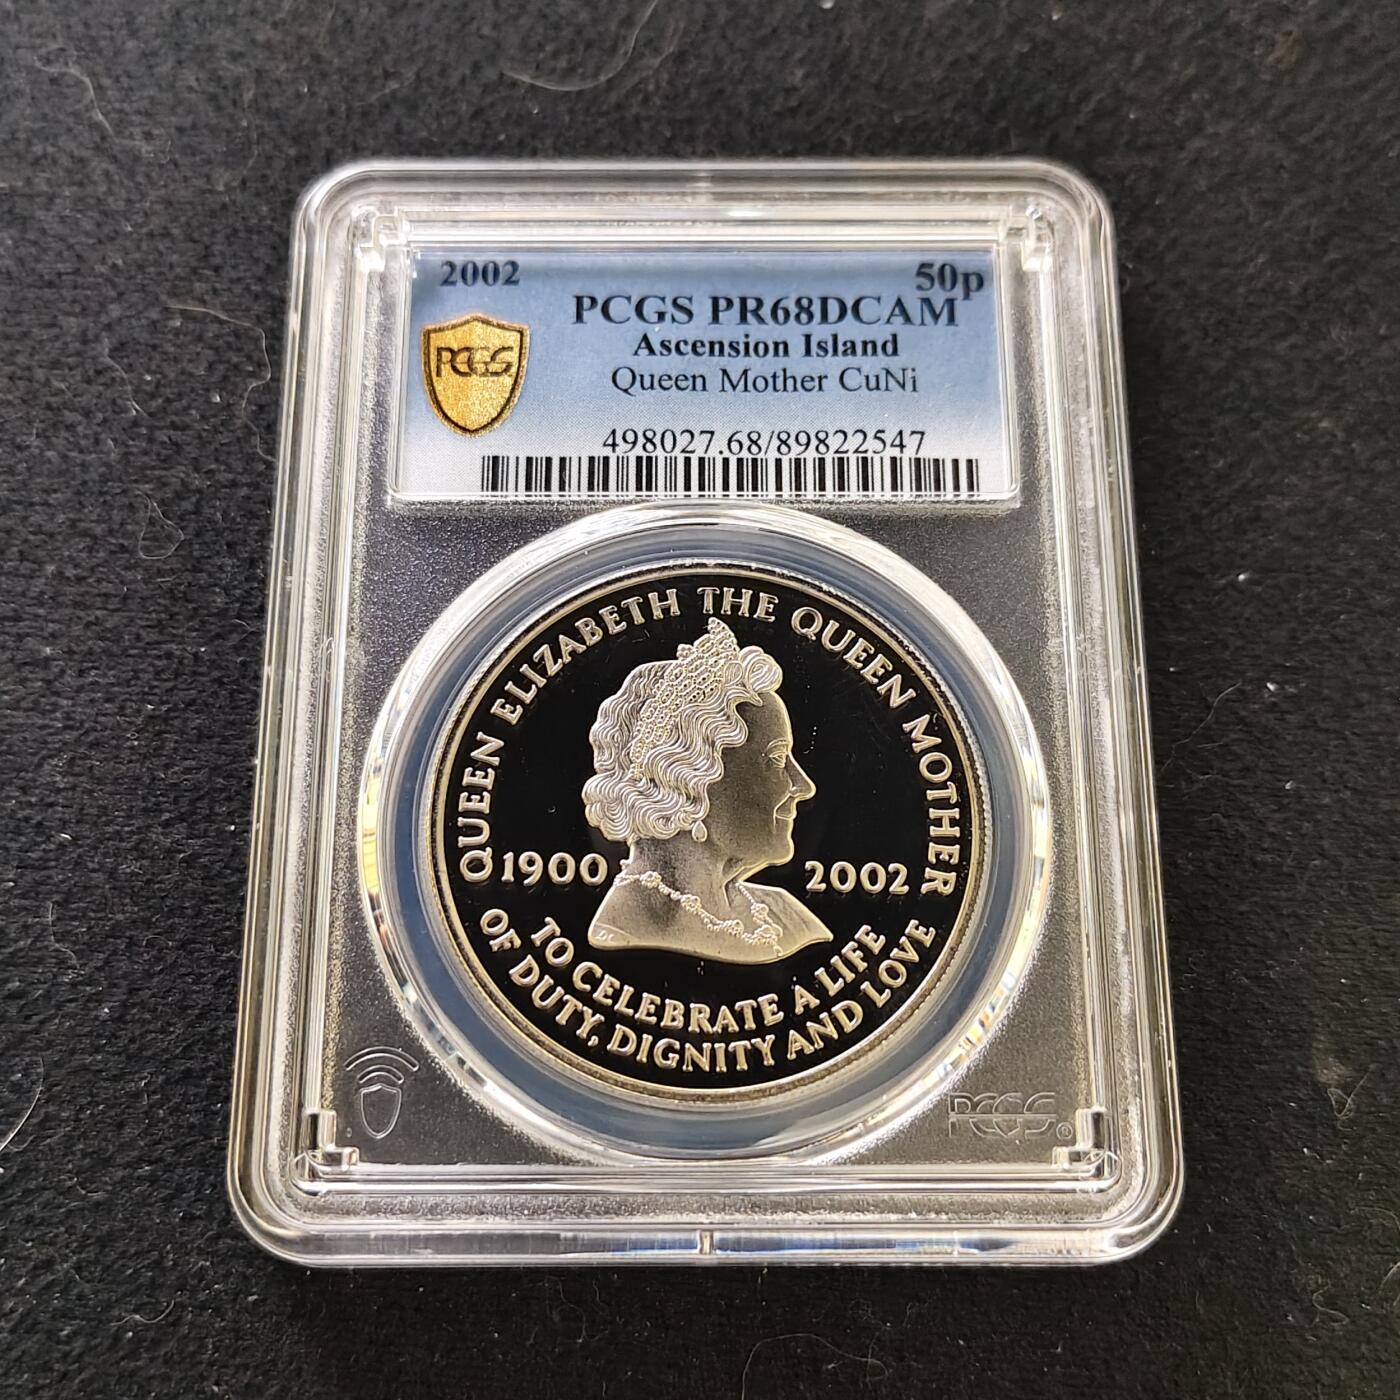 2002 50p
PCGS PR68DCAM
PCGS
Ascension Island
Queen Mother CuNi
498027.68/89822547
QUEEN ELIZABETH THE QUEEN MOTHER
1900 2002
TO CELEBRATE A LIFE
OF DUTY, DIGNITY AND LOVE
PCGS®